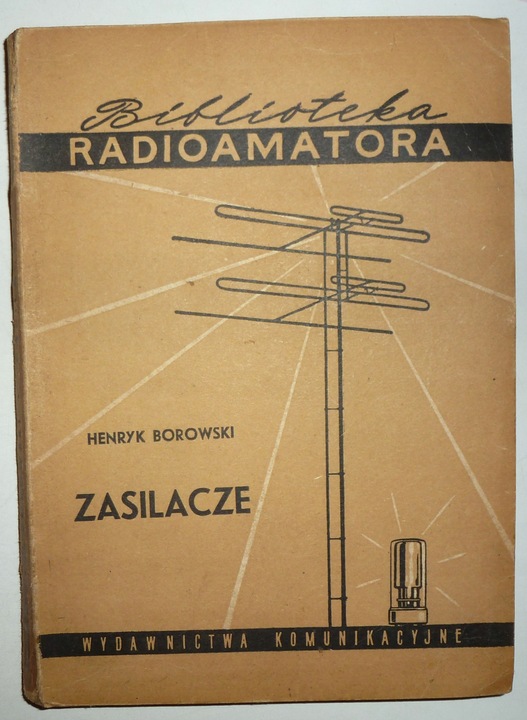 Biblioteka
RADIOAMATORA
HENRYK BOROWSKI
ZASILACZE
WYDAWNICTWA KOMUNIKACYJNE